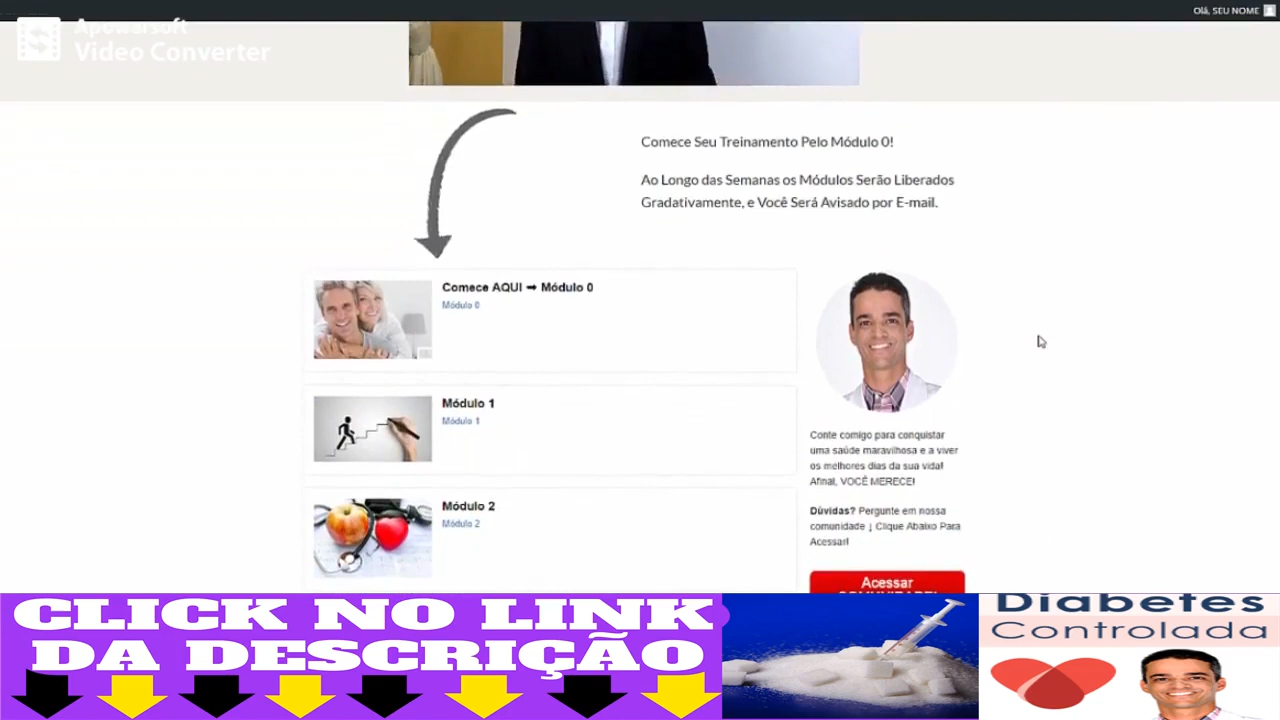 Olá, SEU NOME
Apowersoft
Video Converter
Comece Seu Treinamento Pelo Módulo 0!
Ao Longo das Semanas os Módulos Serão Liberados
Gradativamente, e Você Será Avisado por E-mail.
Comece AQUI ➞ Módulo 0
Módulo 0
Módulo 1
Módulo 1
Módulo 2
Módulo 2
Conte comigo para conquistar
uma saúde maravilhosa e a viver
os melhores dias da sua vida!
Afinal, VOCÊ MERECE!
Dúvidas? Pergunte em nossa
comunidade ↓ Clique Abaixo Para
Acessar!
Acessar
CLICK NO LINK
DA DESCRIÇÃO
Diabetes
Controlada